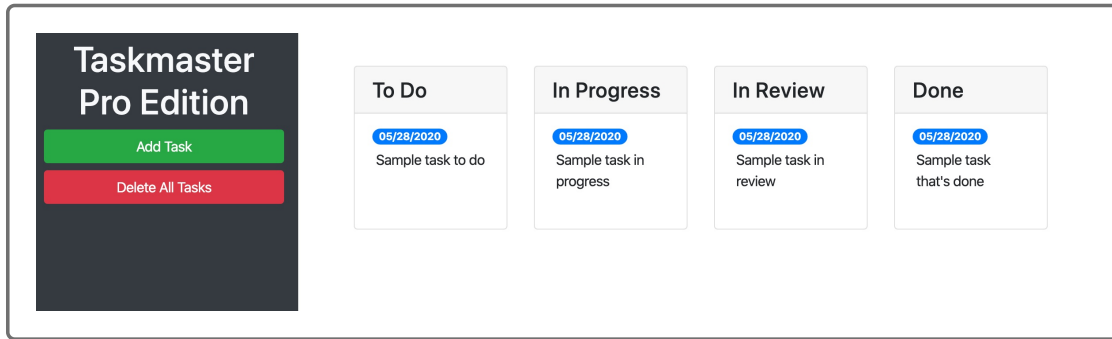 Taskmaster
Pro Edition
Add Task
Delete All Tasks
To Do
05/28/2020
Sample task to do
In Progress
05/28/2020
Sample task in
progress
In Review
05/28/2020
Sample task in
review
Done
05/28/2020
Sample task
that's done